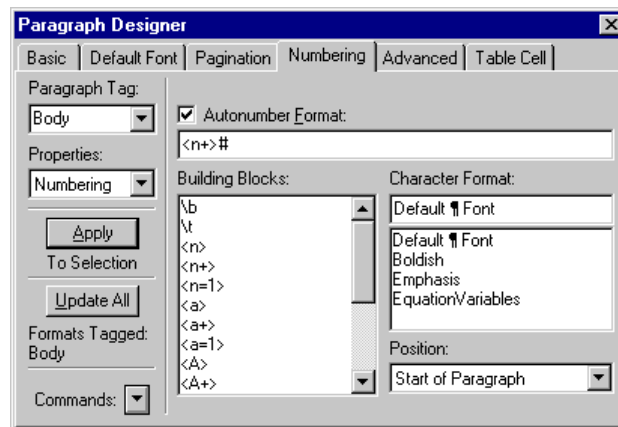 Paragraph Designer
Basic Default Font Pagination Numbering Advanced Table Cell
Paragraph Tag:
Body
Properties:
Numbering
Apply
To Selection
Update All
Formats Tagged:
Body
Commands:
Autonumber Format:
<n+>#
Building Blocks:
\b
\t
<n>
<n+>
<n=1>
<a>
<a+>
<a=1>
<A>
<A+>
Character Format:
Default ¶ Font
Default ¶ Font
Boldish
Emphasis
EquationVariables
Position:
Start of Paragraph